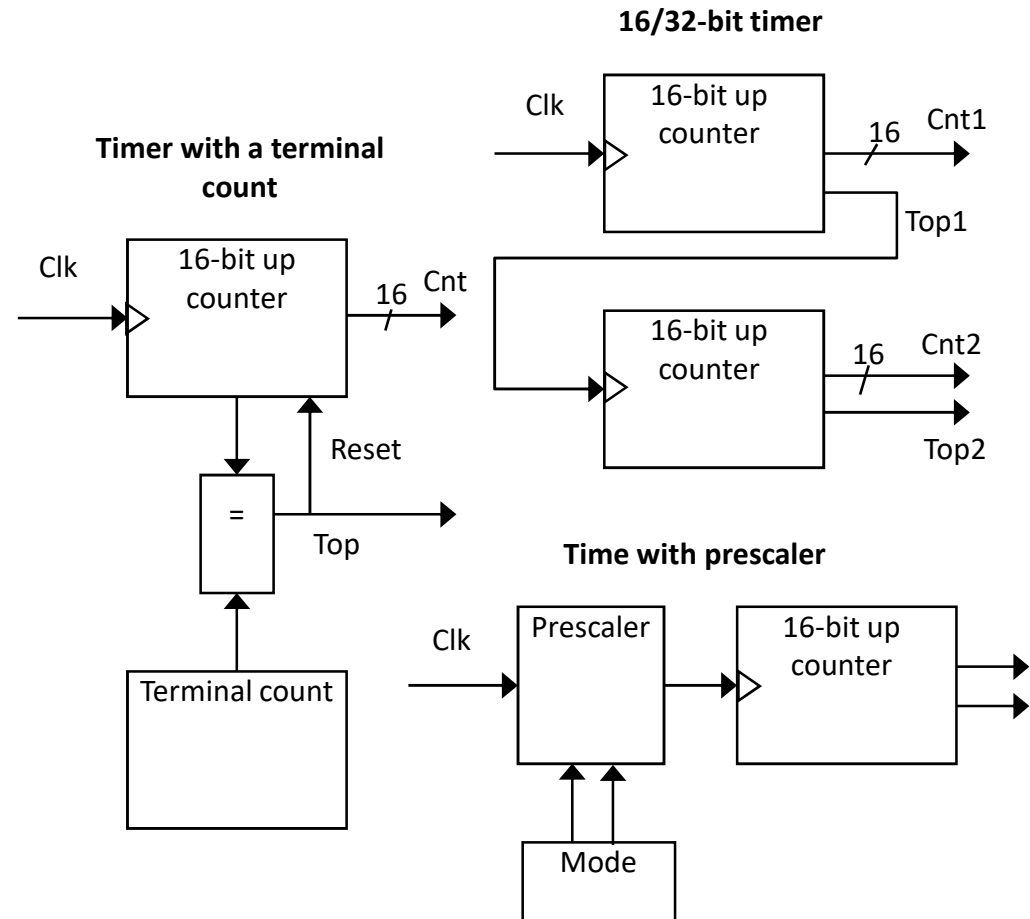 Timer with a terminal
count
Clk
16-bit up
counter
16
Cnt
Reset
=
Top
Terminal count
16/32-bit timer
Clk
16-bit up
counter
16
Cnt1
Top1
16-bit up
counter
16
Cnt2
Top2
Time with prescaler
Clk
Prescaler
16-bit up
counter
Mode